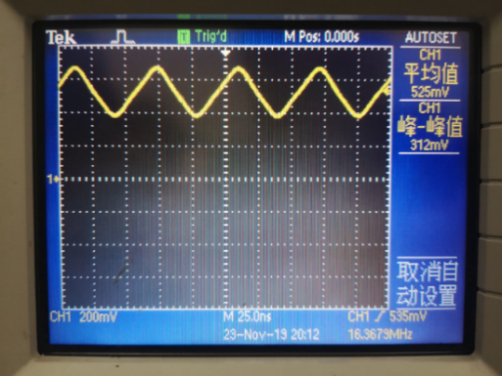 Tek T Trig'd M Pos: 0.000s AUTOSET
CH1
平均值
525mV
CH1
峰-峰值
312mV
1
取消自
动设置
CH1 200mV M 25.0ns CH1 535mV
23-Nov-19 20:12 16.3679MHz